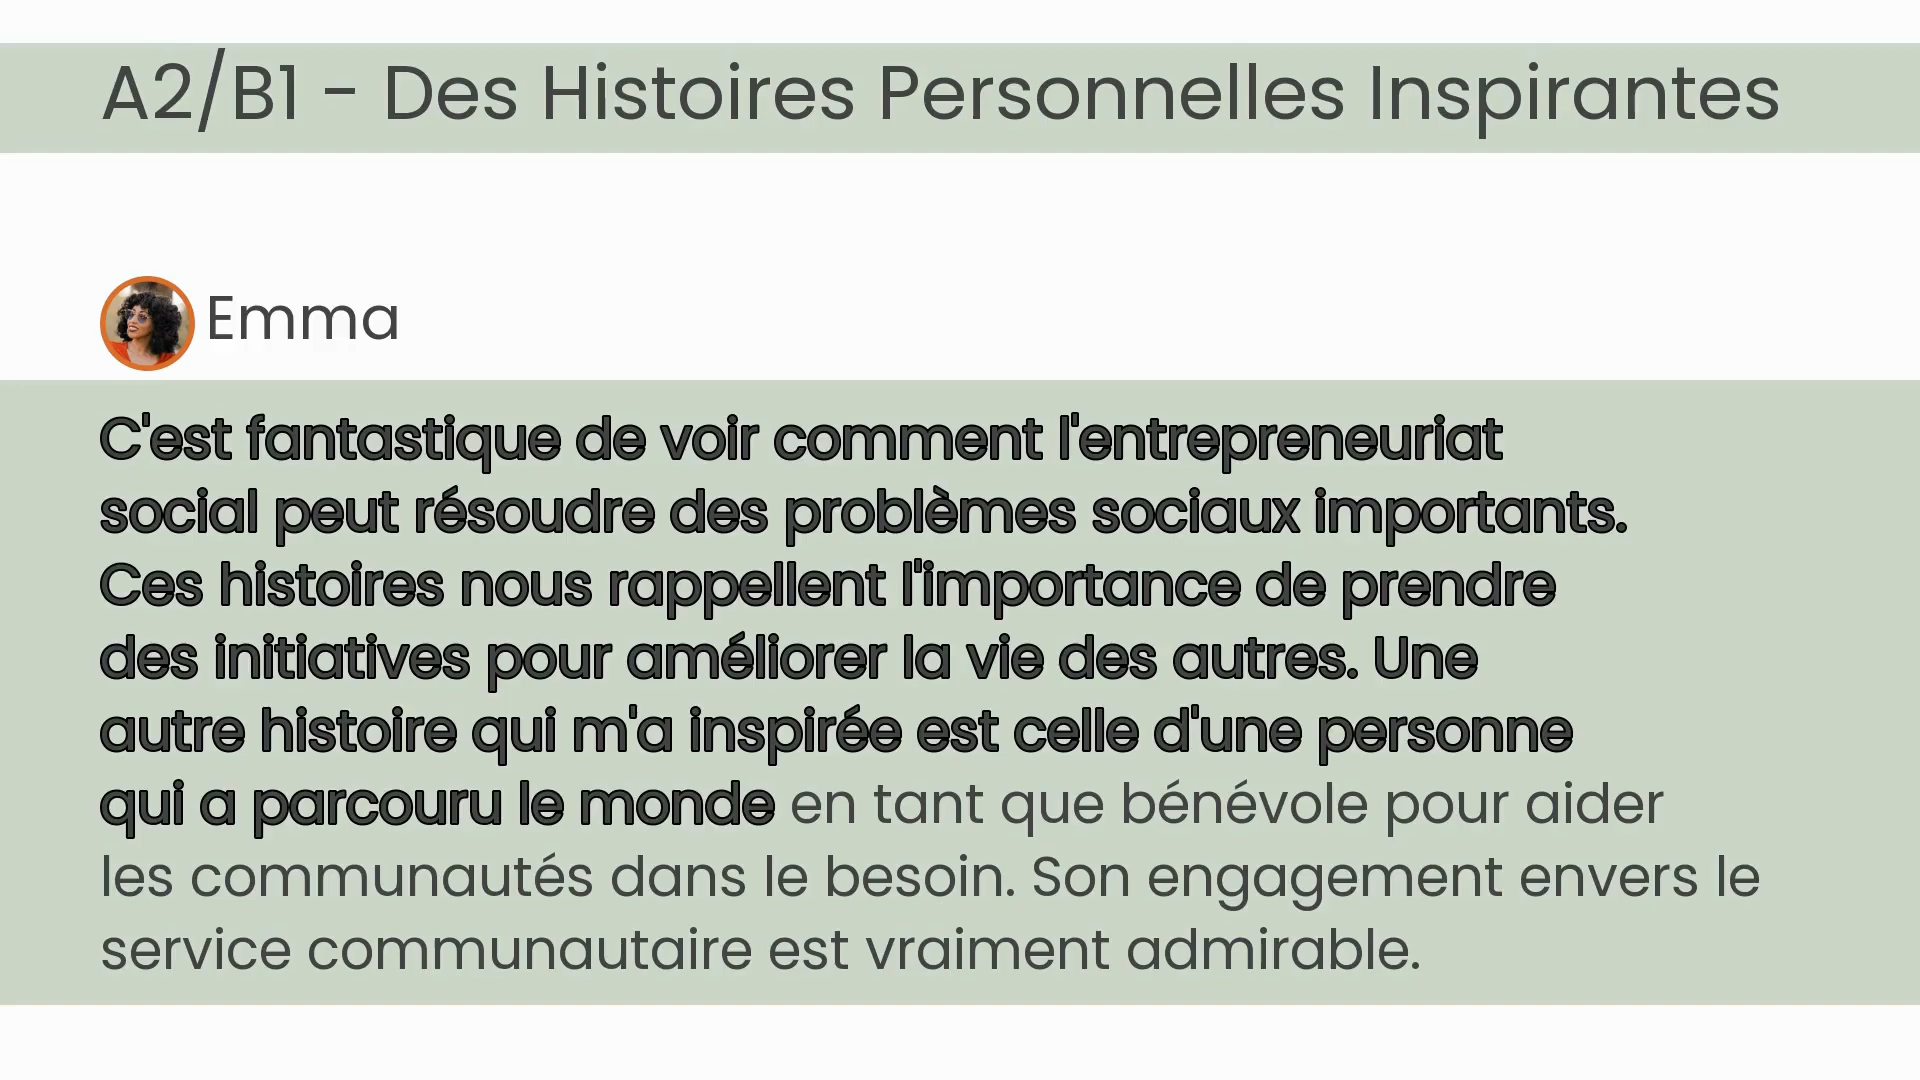 A2/B1 - Des Histoires Personnelles Inspirantes
Emma
C'est fantastique de voir comment l'entrepreneuriat
social peut résoudre des problèmes sociaux importants.
Ces histoires nous rappellent l'importance de prendre
des initiatives pour améliorer la vie des autres. Une
autre histoire qui m'a inspirée est celle d'une personne
qui a parcouru le monde en tant que bénévole pour aider
les communautés dans le besoin. Son engagement envers le
service communautaire est vraiment admirable.